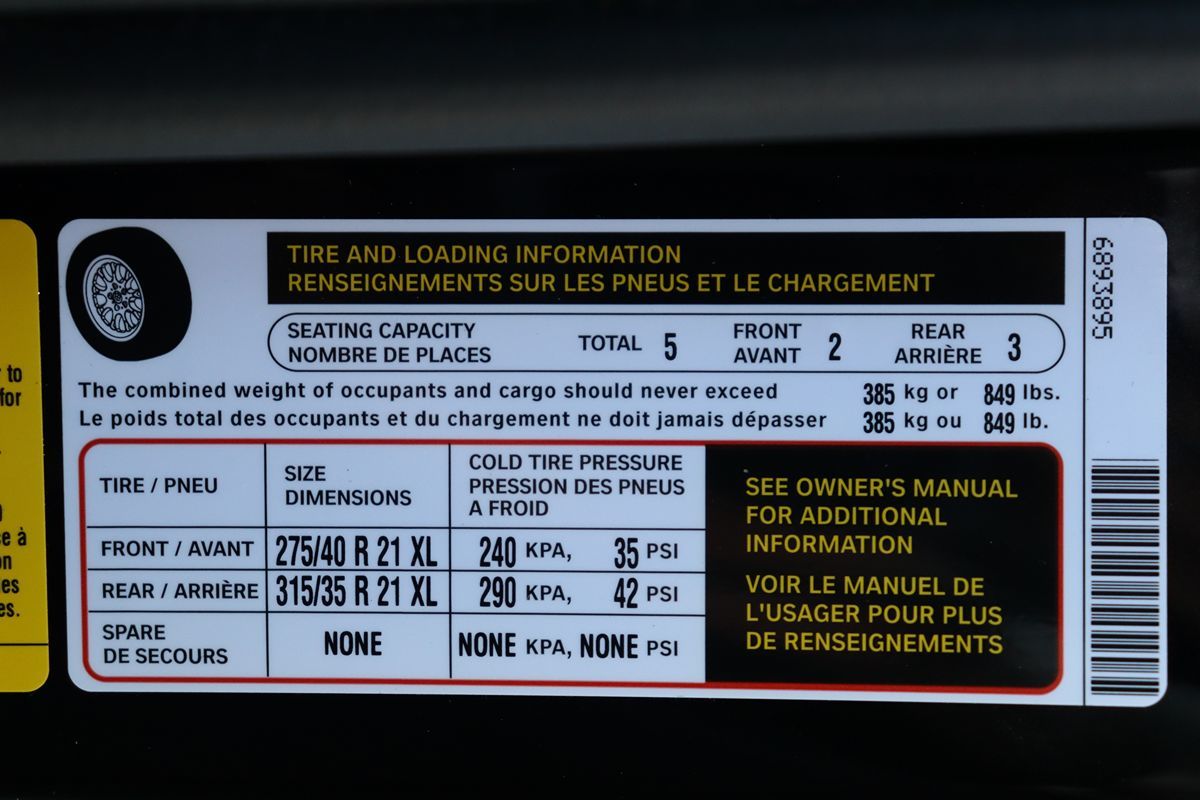 TIRE AND LOADING INFORMATION
RENSEIGNEMENTS SUR LES PNEUS ET LE CHARGEMENT
SEATING CAPACITY
NOMBRE DE PLACES
TOTAL 5
FRONT
AVANT 2
REAR
ARRIÈRE 3
The combined weight of occupants and cargo should never exceed 385 kg or 849 lbs.
Le poids total des occupants et du chargement ne doit jamais dépasser 385 kg ou 849 lb.
TIRE / PNEU
SIZE
DIMENSIONS
COLD TIRE PRESSURE
PRESSION DES PNEUS
A FROID
FRONT / AVANT 275/40 R 21 XL 240 KPA, 35 PSI
REAR / ARRIÈRE 315/35 R 21 XL 290 KPA, 42 PSI
SPARE
DE SECOURS NONE NONE KPA, NONE PSI
SEE OWNER'S MANUAL
FOR ADDITIONAL
INFORMATION
VOIR LE MANUEL DE
L'USAGER POUR PLUS
DE RENSEIGNEMENTS
6893895
to
for
à